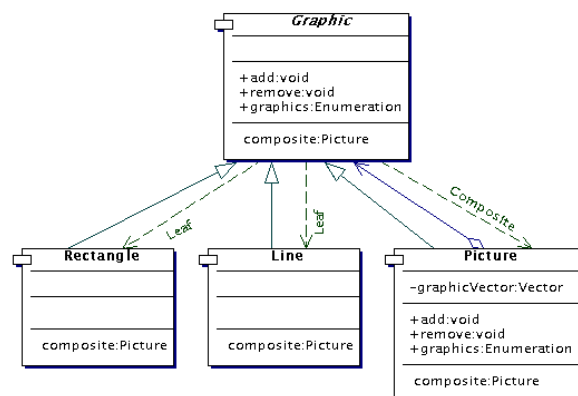 Graphic
+add:void
+remove:void
+graphics:Enumeration
composite:Picture
Leaf
Leaf
Composite
Rectangle
composite:Picture
Line
composite:Picture
Picture
-graphicVector:Vector
+add:void
+remove:void
+graphics:Enumeration
composite:Picture